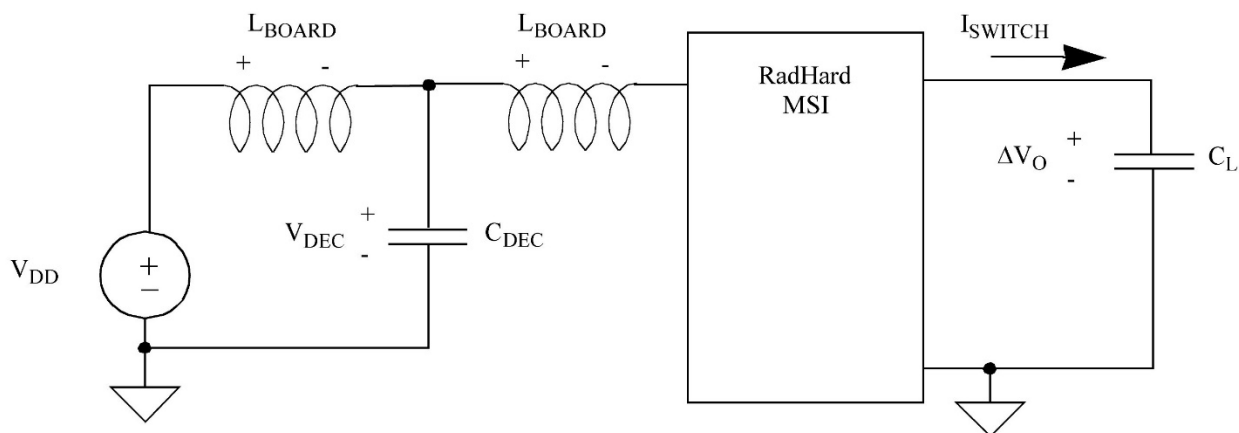 L_BOARD
L_BOARD
I_SWITCH
+ -
+ -
RadHard
MSI
V_DEC
+
-
C_DEC
ΔV_O
+
-
C_L
V_DD
+
-